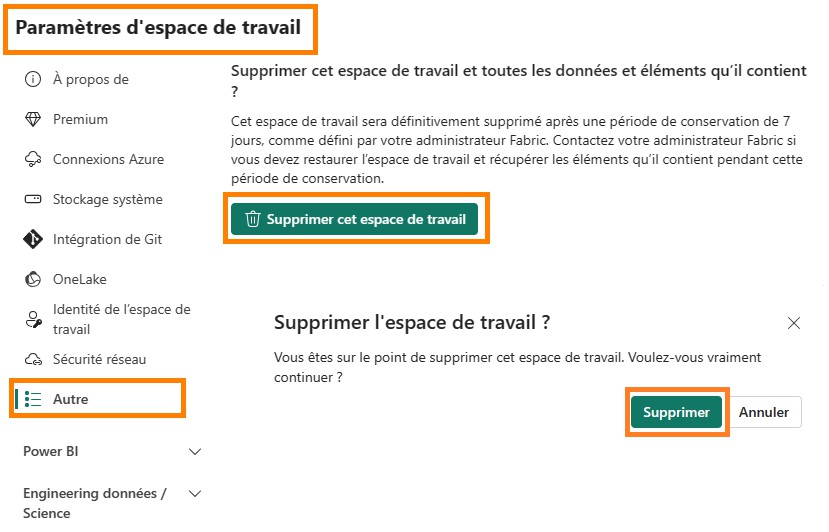 Paramètres d'espace de travail
À propos de
Premium
Connexions Azure
Stockage système
Intégration de Git
OneLake
Identité de l’espace de
travail
Sécurité réseau
Autre
Power BI
Engineering données /
Science
Supprimer cet espace de travail et toutes les données et éléments qu’il contient
?
Cet espace de travail sera définitivement supprimé après une période de conservation de 7
jours, comme défini par votre administrateur Fabric. Contactez votre administrateur Fabric si
vous devez restaurer l’espace de travail et récupérer les éléments qu’il contient pendant cette
période de conservation.
Supprimer cet espace de travail
Supprimer l'espace de travail ?
Vous êtes sur le point de supprimer cet espace de travail. Voulez-vous vraiment
continuer ?
Supprimer
Annuler